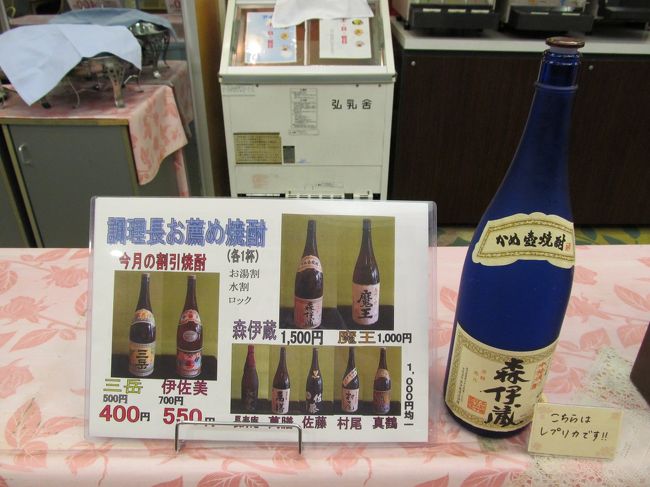 弘乳舎
調理長お薦め焼酎
(各1杯)
今月の割引焼酎
お湯割
水割
ロック
三岳
500円
400円
伊佐美
700円
550円
森伊蔵
1,500円
魔王
1,000円
萬膳
佐藤
村尾
真鶴
1,000円均一
かめ壺焼酎
森伊蔵
こちらは
レプリカです!!